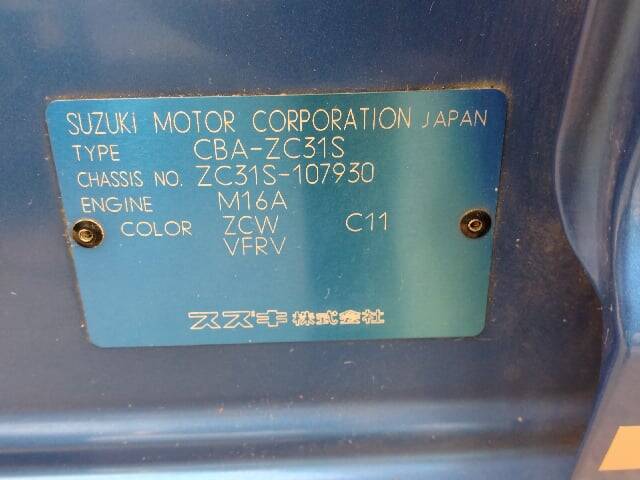 SUZUKI MOTOR CORPORATION JAPAN
TYPE CBA-ZC31S
CHASSIS NO. ZC31S-107930
ENGINE M16A
COLOR ZCW C11
VFRV
スズキ株式会社